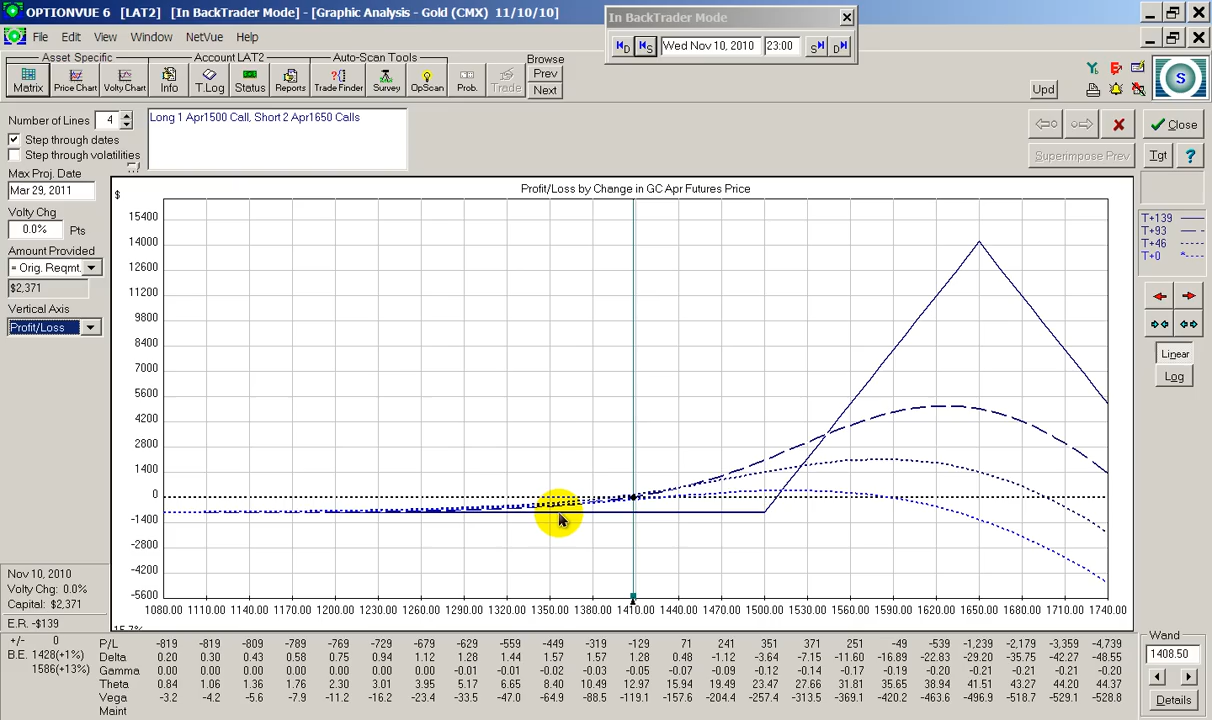 OPTIONVUE 6 [LAT2] [In BackTrader Mode] - [Graphic Analysis - Gold (CMX) 11/10/10]
In BackTrader Mode
Wed Nov 10, 2010 23:00
D S S D
File Edit View Window NetVue Help
Asset Specific Account LAT2 Auto-Scan Tools Browse
Matrix Price Chart Volty Chart Info T.Log Status Reports Trade Finder Survey OpScan Prob. Trade Prev
Next
Upd
S
Number of Lines 4
Long 1 Apr1500 Call, Short 2 Apr1650 Calls
Close
Step through dates
Step through volatilities
Superimpose Prev Tgt ?
Max Proj. Date
Mar 29, 2011
Volty Chg
0.0% Pts
Amount Provided
= Orig. Reqmt.
$2,371
Vertical Axis
Profit/Loss
$ Profit/Loss by Change in GC Apr Futures Price
15400
14000
12600
11200
9800
8400
7000
5600
4200
2800
1400
0
-1400
-2800
-4200
-5600
1080.00 1110.00 1140.00 1170.00 1200.00 1230.00 1260.00 1290.00 1320.00 1350.00 1380.00 1410.00 1440.00 1470.00 1500.00 1530.00 1560.00 1590.00 1620.00 1650.00 1680.00 1710.00 1740.00
T+139
T+93
T+46
T+0 *
Linear
Log
Nov 10, 2010
Volty Chg: 0.0%
Capital: $2,371
E.R. -$139
+/- 0
B.E. 1428(+1%)
1586(+13%)
P/L -819 -819 -809 -789 -769 -729 -679 -629 -559 -449 -319 -129 71 241 351 371 251 -49 -539 -1,239 -2,179 -3,359 -4,739
Delta 0.20 0.30 0.43 0.58 0.75 0.94 1.12 1.28 1.44 1.57 1.57 1.28 0.48 -1.12 -3.64 -7.15 -11.60 -16.89 -22.83 -29.20 -35.75 -42.27 -48.55
Gamma 0.00 0.00 0.00 0.00 0.00 0.00 0.00 -0.01 -0.01 -0.02 -0.03 -0.05 -0.07 -0.09 -0.12 -0.14 -0.17 -0.19 -0.20 -0.21 -0.21 -0.20 -0.20
Theta 0.84 1.06 1.36 1.76 2.30 3.01 3.95 5.17 6.65 8.40 10.49 12.97 15.94 19.49 23.47 27.66 31.81 35.65 38.94 41.51 43.27 44.20 44.37
Vega -3.2 -4.2 -5.6 -7.9 -11.2 -16.2 -23.4 -33.5 -47.0 -64.9 -88.5 -119.1 -157.6 -204.4 -257.4 -313.5 -369.1 -420.2 -463.6 -496.9 -518.7 -529.1 -528.8
Maint
Wand
1408.50
Details